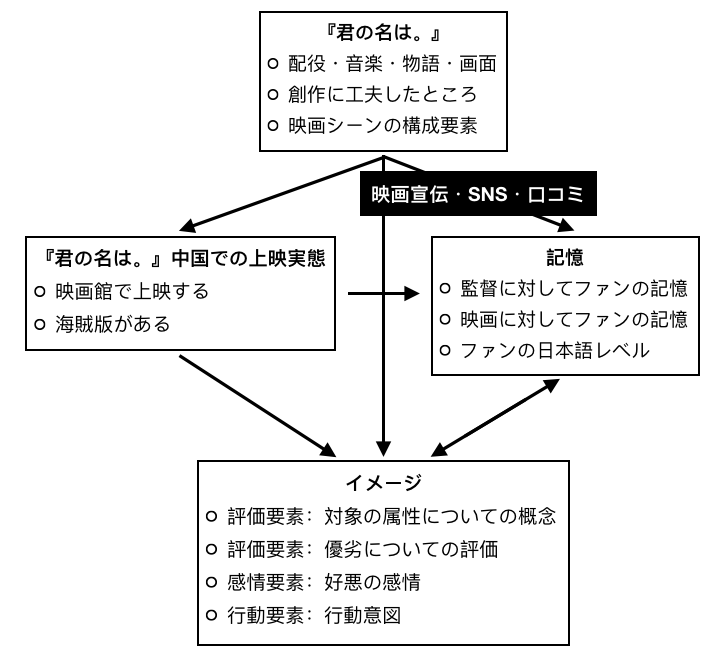 『君の名は。』
○ 配役・音楽・物語・画面
○ 創作に工夫したところ
○ 映画シーンの構成要素
映画宣伝・SNS・口コミ
『君の名は。』中国での上映実態
○ 映画館で上映する
○ 海賊版がある
記憶
○ 監督に対してファンの記憶
○ 映画に対してファンの記憶
○ ファンの日本語レベル
イメージ
○ 評価要素：対象の属性についての概念
○ 評価要素：優劣についての評価
○ 感情要素：好悪の感情
○ 行動要素：行動意図